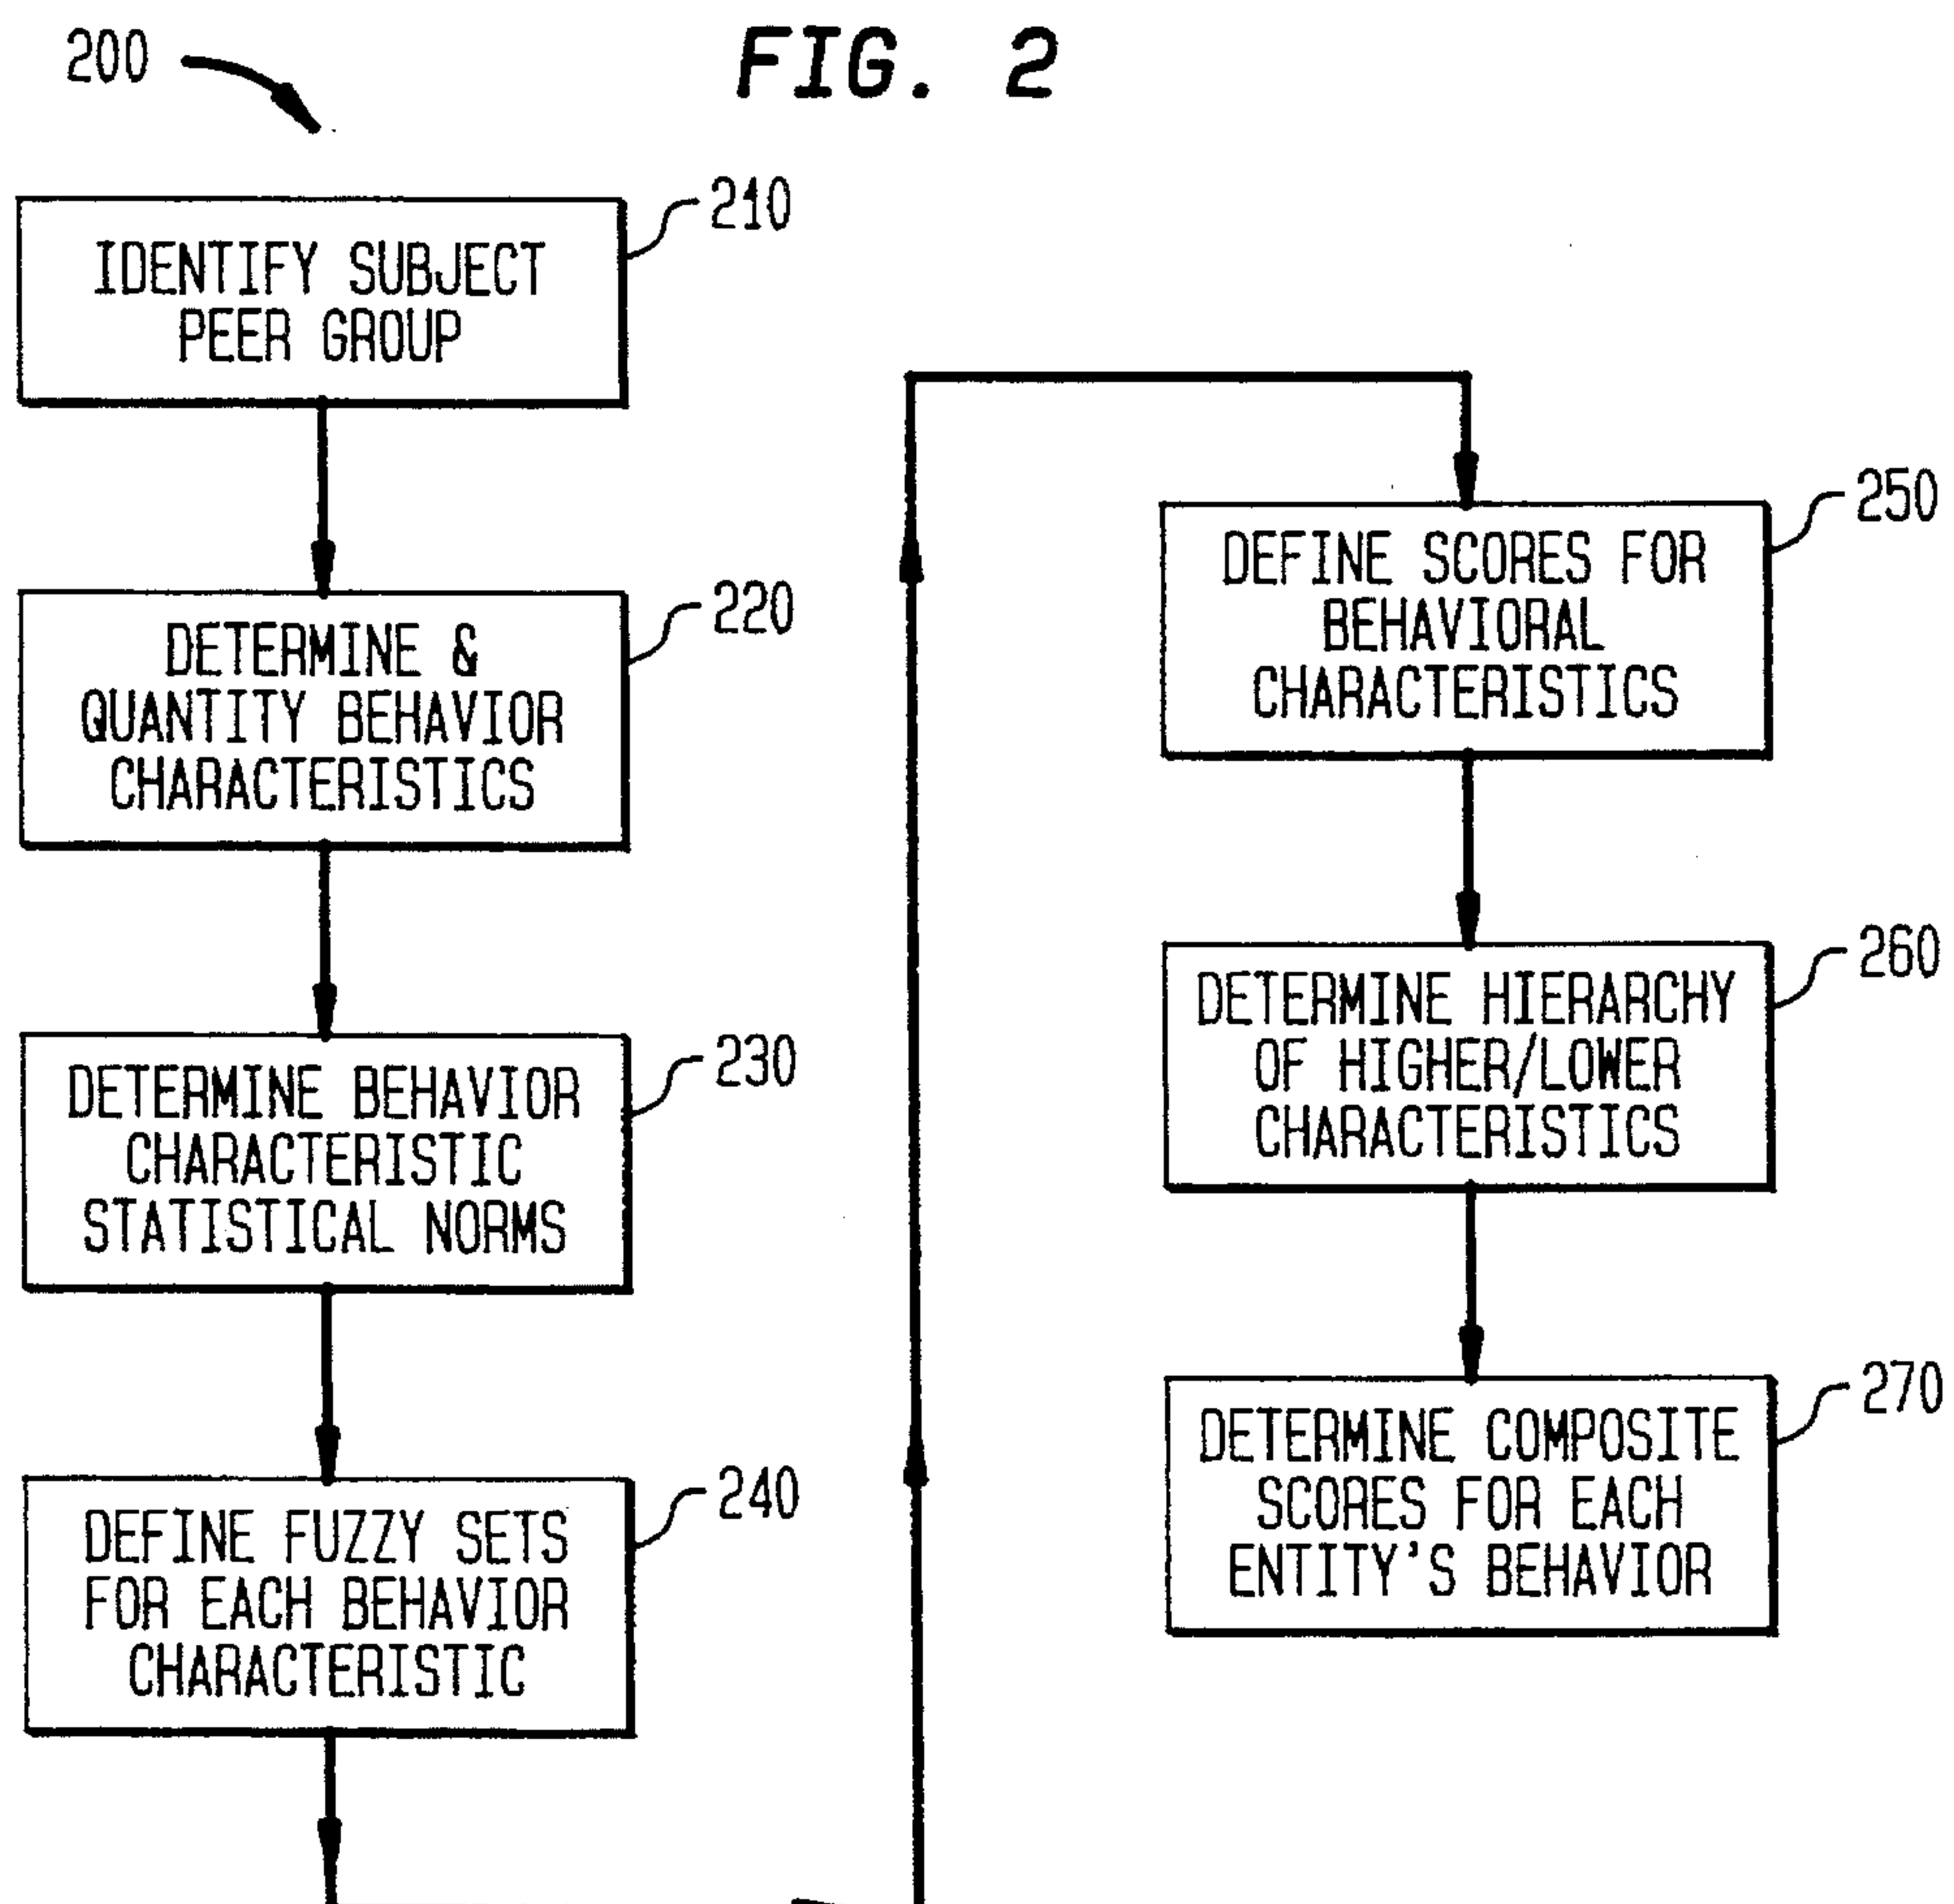 200
FIG. 2
210
IDENTIFY SUBJECT
PEER GROUP
220
DETERMINE &
QUANTITY BEHAVIOR
CHARACTERISTICS
230
DETERMINE BEHAVIOR
CHARACTERISTIC
STATISTICAL NORMS
240
DEFINE FUZZY SETS
FOR EACH BEHAVIOR
CHARACTERISTIC
250
DEFINE SCORES FOR
BEHAVIORAL
CHARACTERISTICS
260
DETERMINE HIERARCHY
OF HIGHER/LOWER
CHARACTERISTICS
270
DETERMINE COMPOSITE
SCORES FOR EACH
ENTITY'S BEHAVIOR